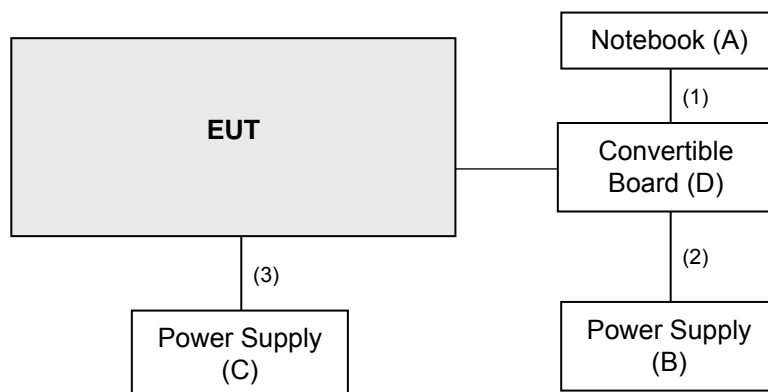 Notebook (A)
EUT
(1)
Convertible
Board (D)
(2)
(3)
Power Supply
(C)
Power Supply
(B)